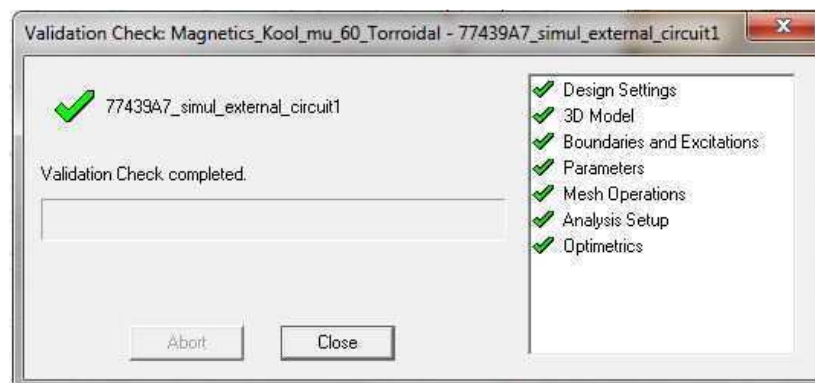 Validation Check: Magnetics_Kool_mu_60_Torroidal - 77439A7_simul_external_circuit1
77439A7_simul_external_circuit1
Validation Check completed.
Design Settings
3D Model
Boundaries and Excitations
Parameters
Mesh Operations
Analysis Setup
Optimetrics
Abort
Close